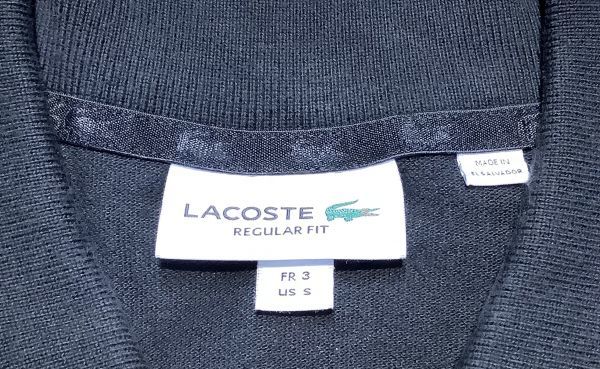 LACOSTE
REGULAR FIT
FR 3
US S
MADE IN
EL SALVADOR